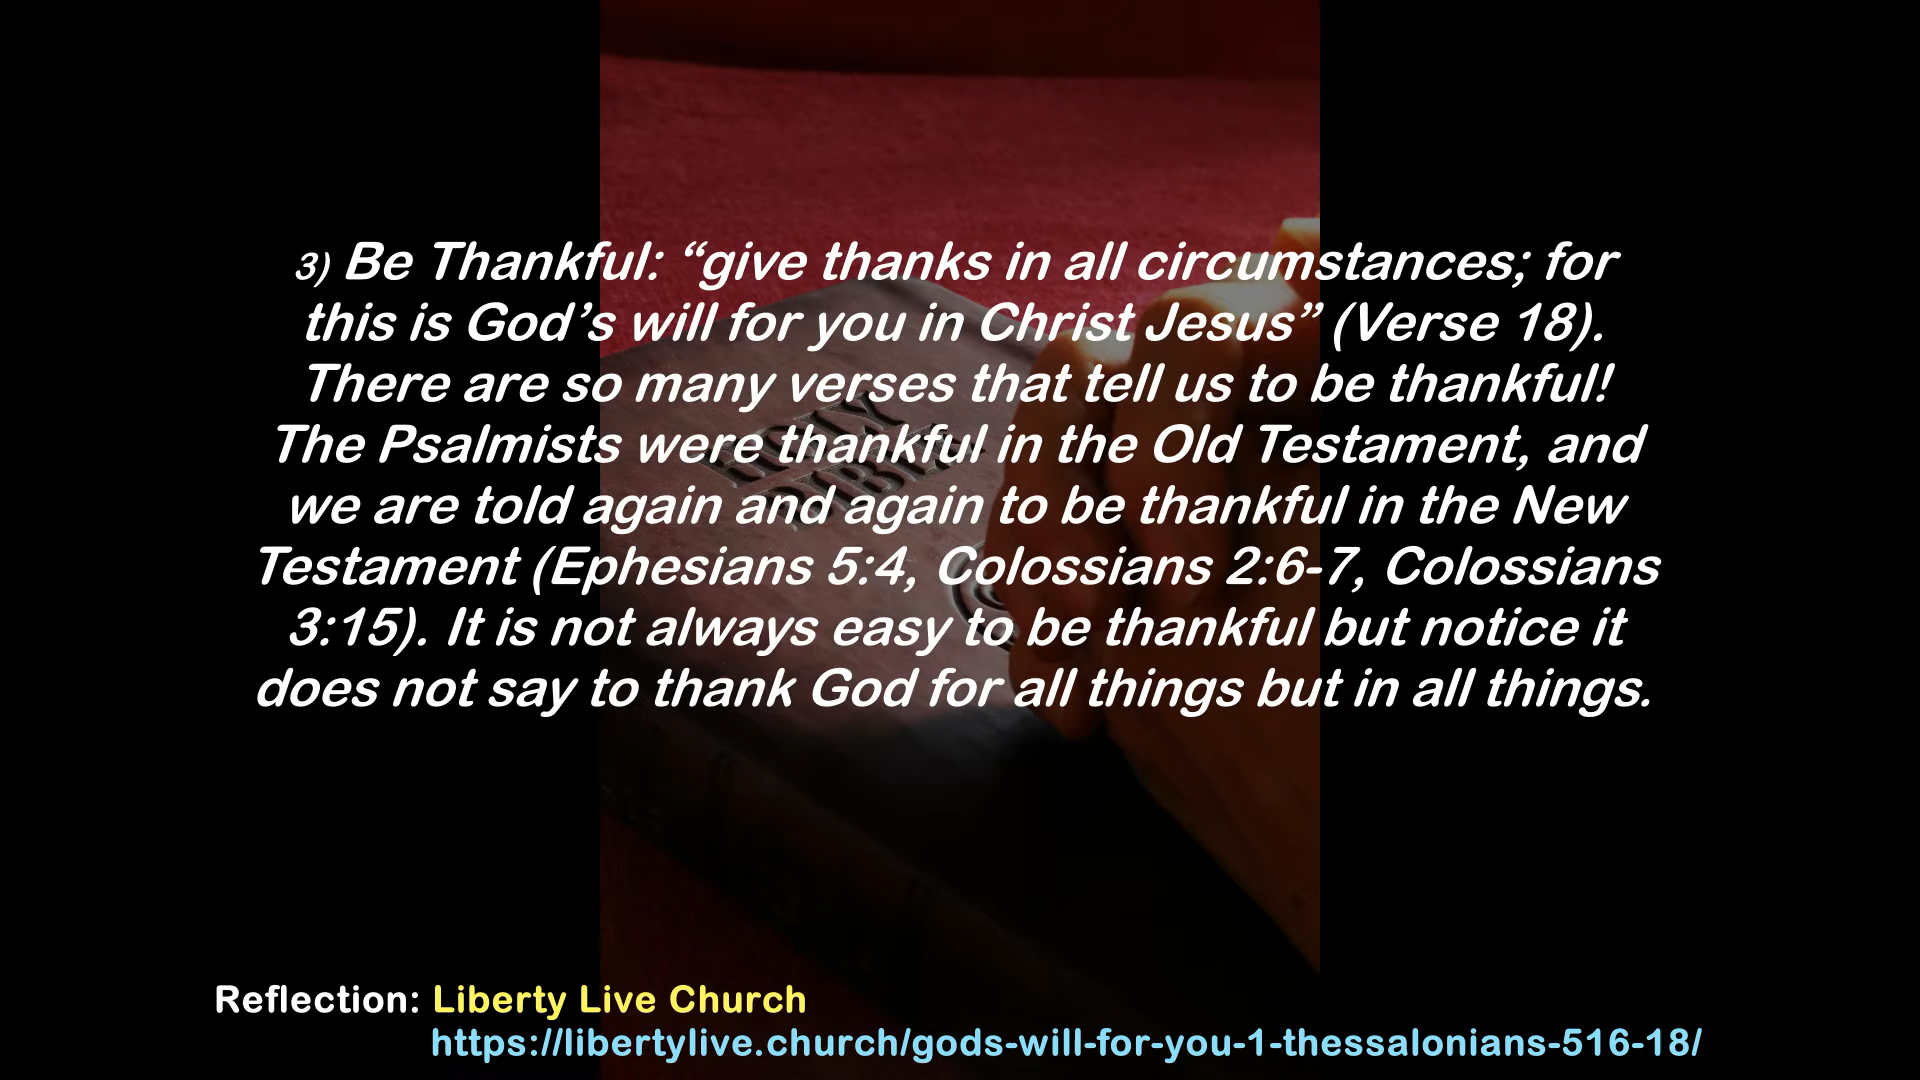 3) Be Thankful: “give thanks in all circumstances; for
this is God’s will for you in Christ Jesus” (Verse 18).
There are so many verses that tell us to be thankful!
The Psalmists were thankful in the Old Testament, and
we are told again and again to be thankful in the New
Testament (Ephesians 5:4, Colossians 2:6-7, Colossians
3:15). It is not always easy to be thankful but notice it
does not say to thank God for all things but in all things.
HOLY
BIBLE
Reflection: Liberty Live Church
https://libertylive.church/gods-will-for-you-1-thessalonians-516-18/